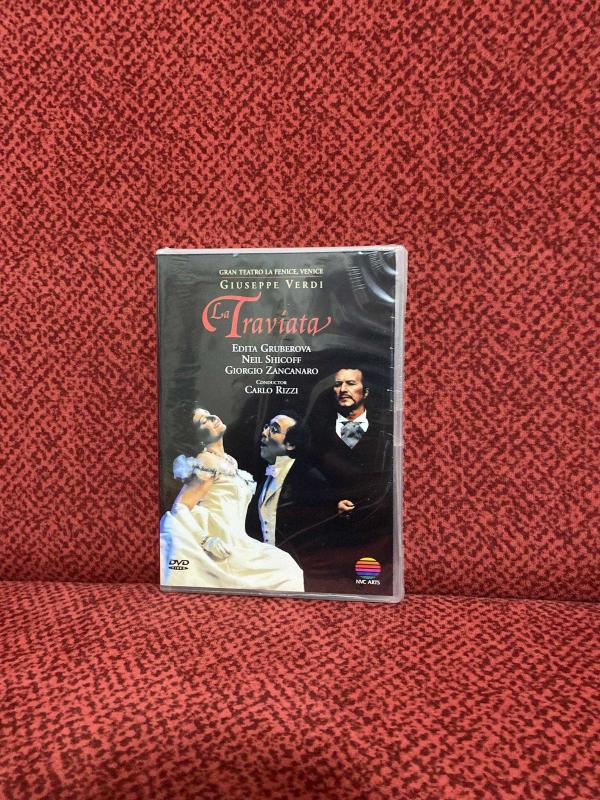 GRAN TEATRO LA FENICE, VENICE
GIUSEPPE VERDI
La Traviata
EDITA GRUBEROVA
NEIL SHICOFF
GIORGIO ZANCANARO
CONDUCTOR
CARLO RIZZI
DVD
VIDEO
NVC ARTS